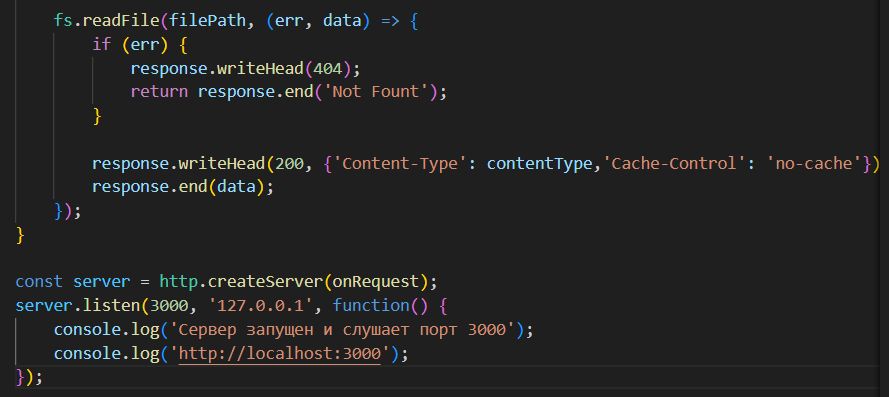 fs.readFile(filePath, (err, data) => {
if (err) {
response.writeHead(404);
return response.end('Not Fount');
}
response.writeHead(200, {'Content-Type': contentType,'Cache-Control': 'no-cache'})
response.end(data);
});
}
const server = http.createServer(onRequest);
server.listen(3000, '127.0.0.1', function() {
console.log('Сервер запущен и слушает порт 3000');
console.log('http://localhost:3000');
});